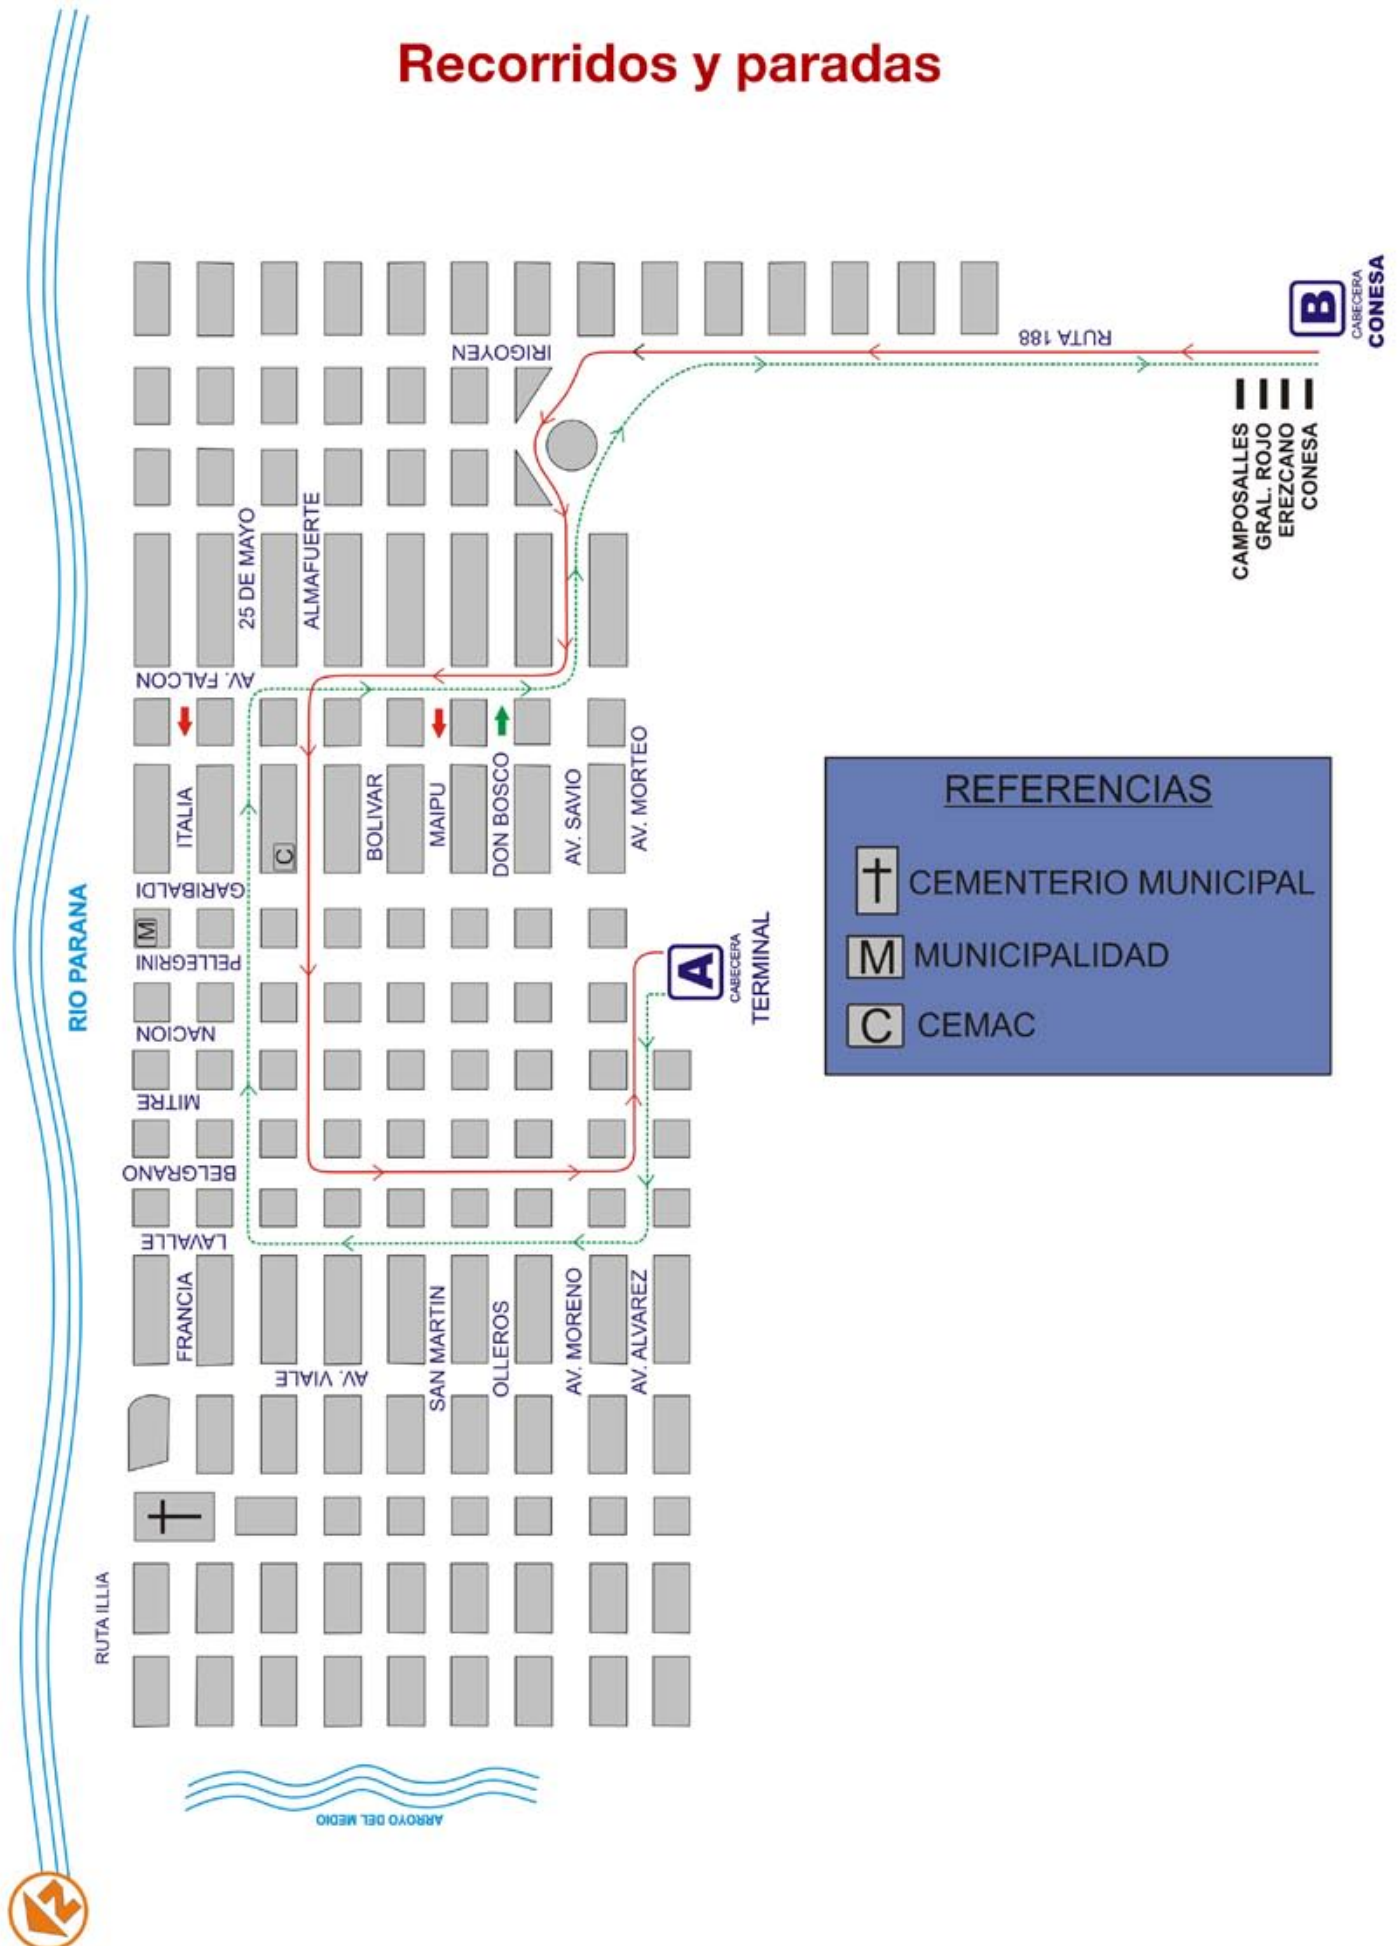 Recorridos y paradas
RIO PARANA
IRIGOYEN
RUTA 188
B
CABECERA
CONESA
CAMPOSALLES
GRAL. ROJO
EREZCANO
CONESA
25 DE MAYO
ALMAFUERTE
AV. FALCON
ITALIA
BOLIVAR
MAIPU
DON BOSCO
AV. SAVIO
AV. MORTEO
C
GARIBALDI
M
PELLEGRINI
A
CABECERA
TERMINAL
NACION
MITRE
BELGRANO
LAVALLE
FRANCIA
SAN MARTIN
OLLEROS
AV. MORENO
AV. ALVAREZ
AV. VIALE
RUTA ILLIA
ARROYO DEL MEDIO
REFERENCIAS
CEMENTERIO MUNICIPAL
M MUNICIPALIDAD
C CEMAC
N